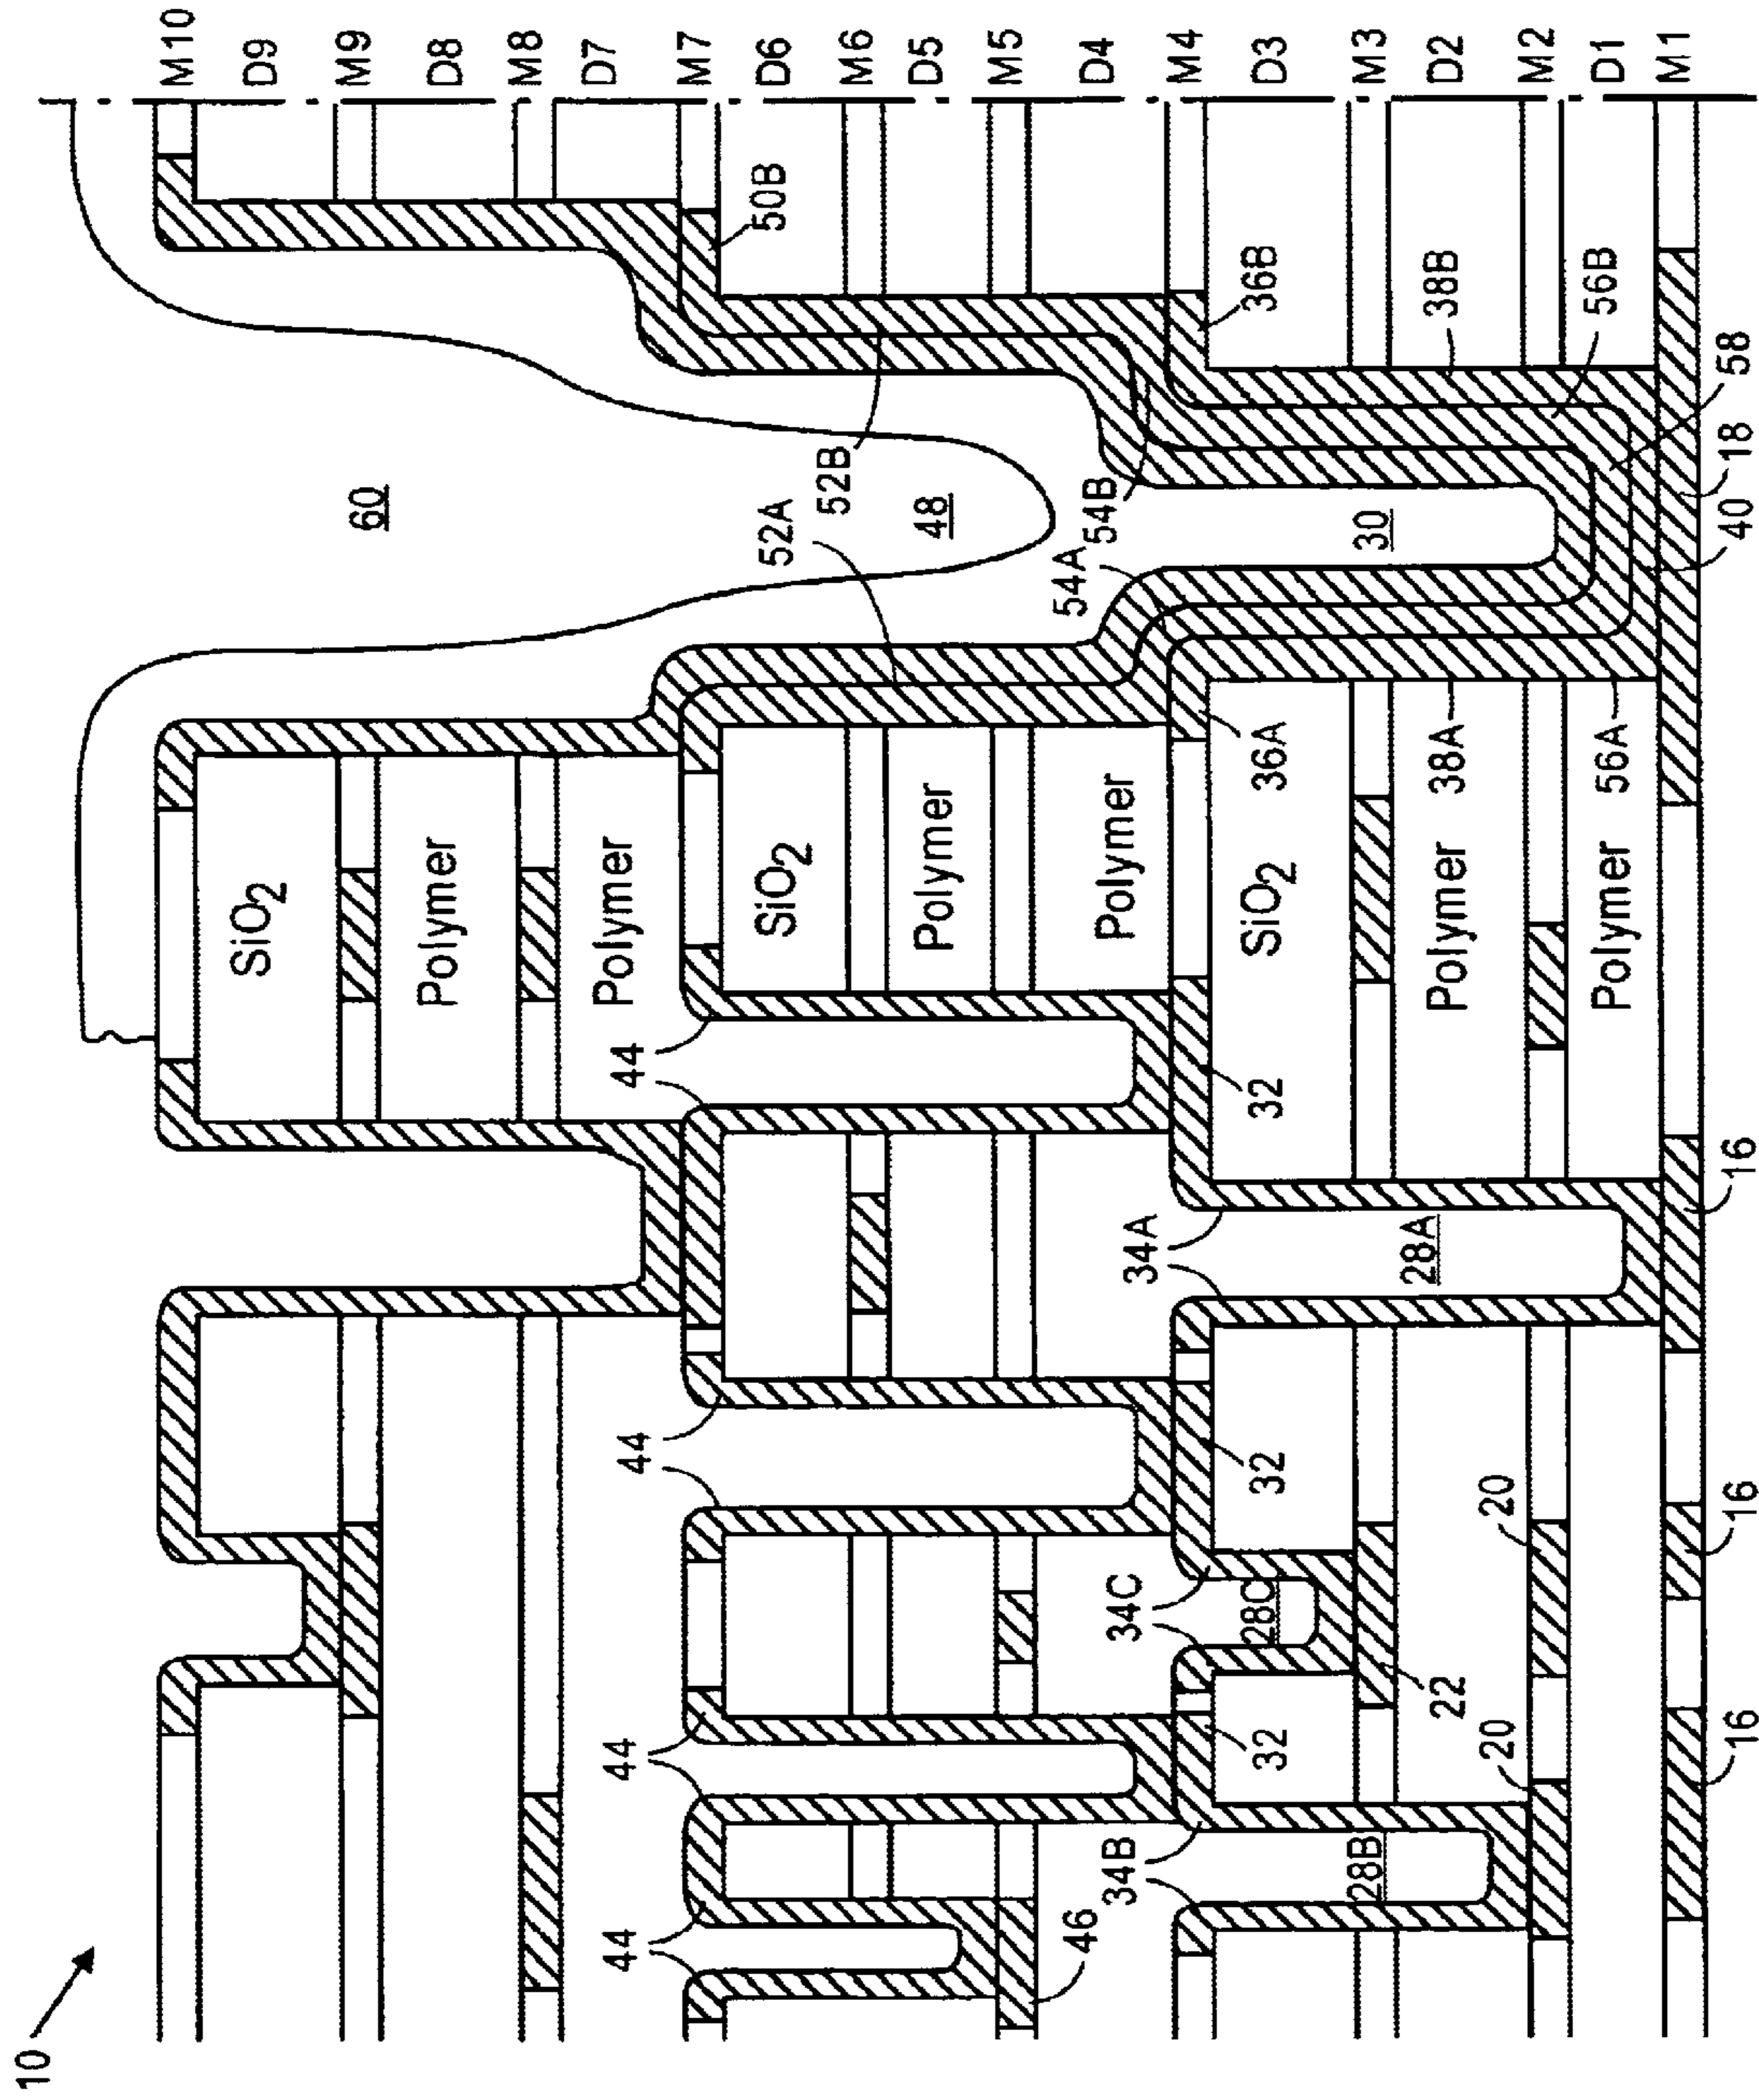 10
M10
D9
M9
D8
M8
D7
M7
D6
M6
D5
M5
D4
M4
D3
M3
D2
M2
D1
M1
SiO2
Polymer
Polymer
60
50B
SiO2
Polymer
Polymer
52A
52B
48
54A
54B
44
44
44
44
44
46
34B
34C
34A
36A
36B
32
32
32
28B
28C
28A
30
SiO2
Polymer
Polymer
38A
38B
56A
56B
22
20
20
58
16
16
16
40
18